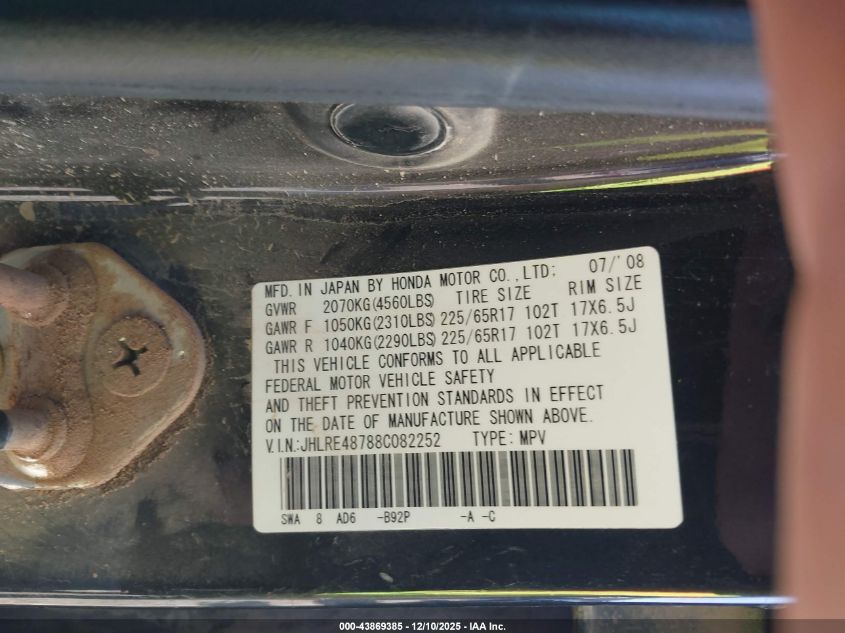 MFD. IN JAPAN BY HONDA MOTOR CO.,LTD: 07/'08
GVWR 2070KG(4560LBS) TIRE SIZE RIM SIZE
GAWR F 1050KG(2310LBS) 225/65R17 102T 17X6.5J
GAWR R 1040KG(2290LBS) 225/65R17 102T 17X6.5J
THIS VEHICLE CONFORMS TO ALL APPLICABLE
FEDERAL MOTOR VEHICLE SAFETY
AND THEFT PREVENTION STANDARDS IN EFFECT
ON THE DATE OF MANUFACTURE SHOWN ABOVE.
V.I.N:JHLRE48788C082252 TYPE: MPV
SWA 8 AD6 -B92P -A -C
000-43869385 - 12/10/2025 - IAA Inc.